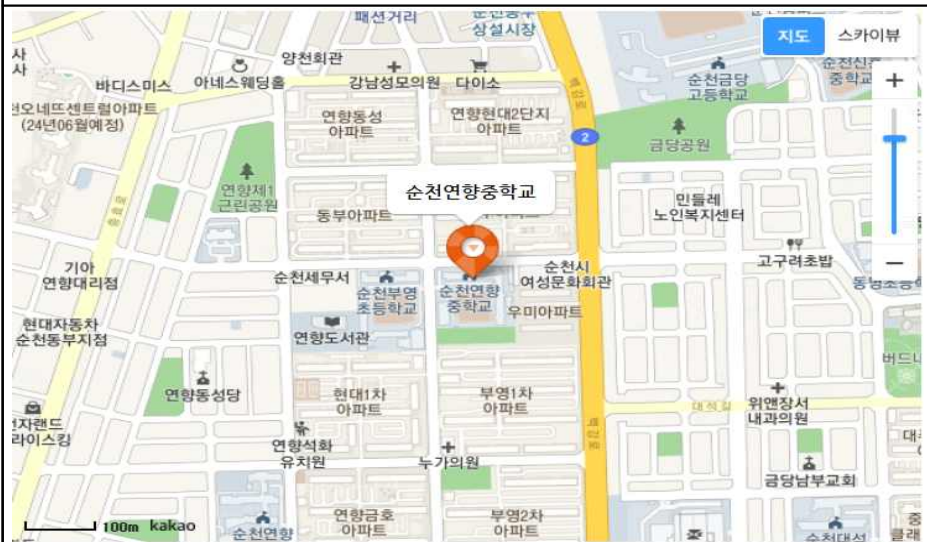 패션거리
상설시장
지도
스카이뷰
양천회관
바디스미스
아네스웨딩홀
강남성모의원
다이소
순천금당
고등학교
중학교
(24년06월예정)
연향동성
아파트
연향현대2단지
아파트
2
금당공원
연향제1
근린공원
순천연향중학교
동부아파트
민들레
노인복지센터
기아
연향대리점
순천세무서
순천부영
초등학교
순천연향
중학교
순천시
여성문화회관
고구려초밥
우미아파트
현대자동차
순천동부지점
연향도서관
연향동성당
현대1차
아파트
부영1차
아파트
대석길
위앤장서
내과의원
백강로
연향석화
유치원
누가의원
금당남부교회
연향금호
아파트
부영2차
아파트
순천연향
순천대석
100m kakao